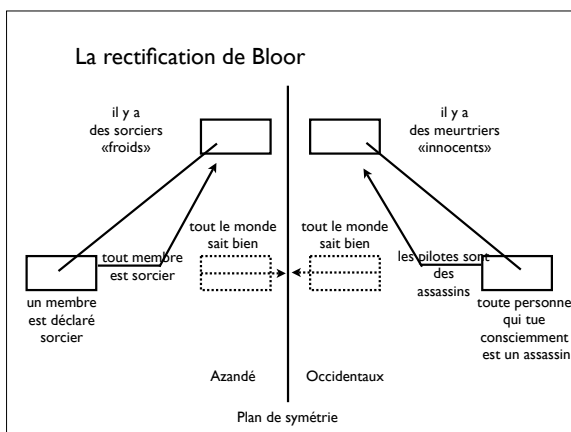 La rectification de Bloor
il y a
des sorciers
«froids»
il y a
des meurtriers
«innocents»
tout membre
est sorcier
tout le monde
sait bien
tout le monde
sait bien
les pilotes sont
des
assassins
un membre
est déclaré
sorcier
toute personne
qui tue
consciemment
est un assassin
Azandé
Occidentaux
Plan de symétrie